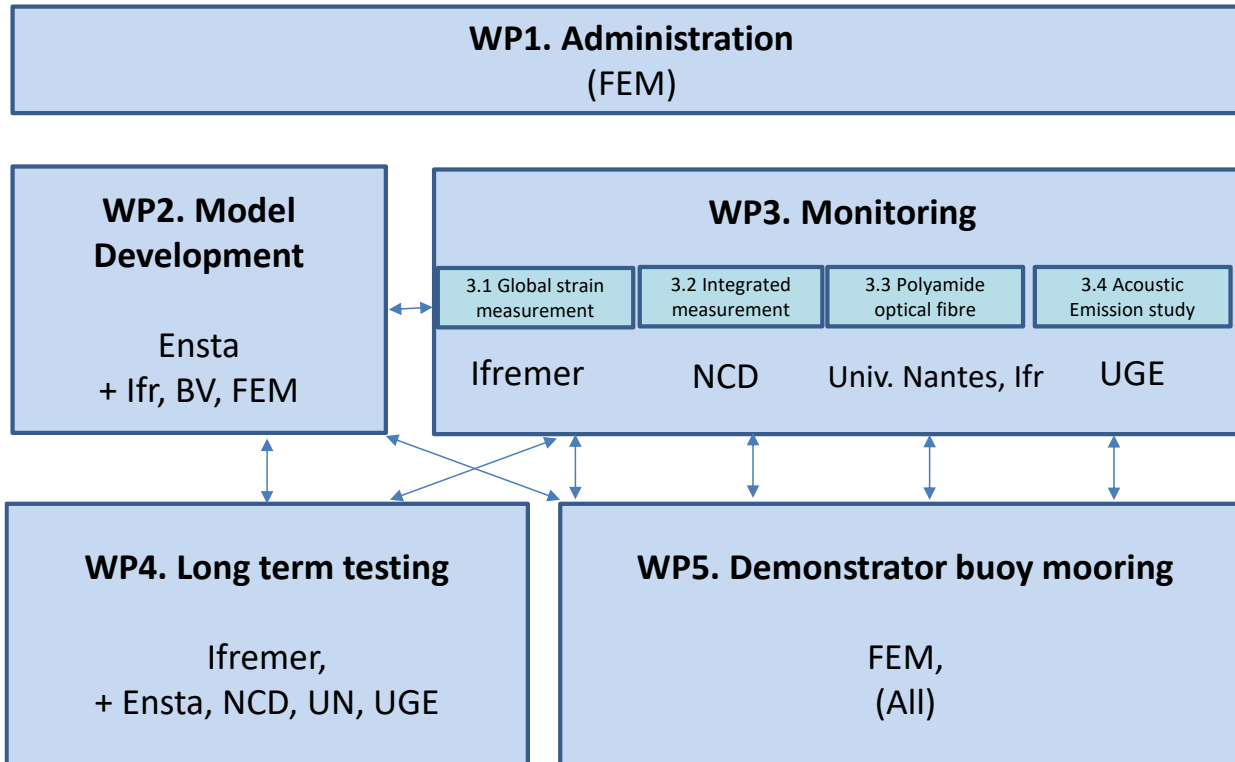 WP1. Administration
(FEM)
WP2. Model
Development
Ensta
+ Ifr, BV, FEM
WP3. Monitoring
3.1 Global strain
measurement
3.2 Integrated
measurement
3.3 Polyamide
optical fibre
3.4 Acoustic
Emission study
Ifremer
NCD
Univ. Nantes, Ifr
UGE
WP4. Long term testing
Ifremer,
+ Ensta, NCD, UN, UGE
WP5. Demonstrator buoy mooring
FEM,
(All)